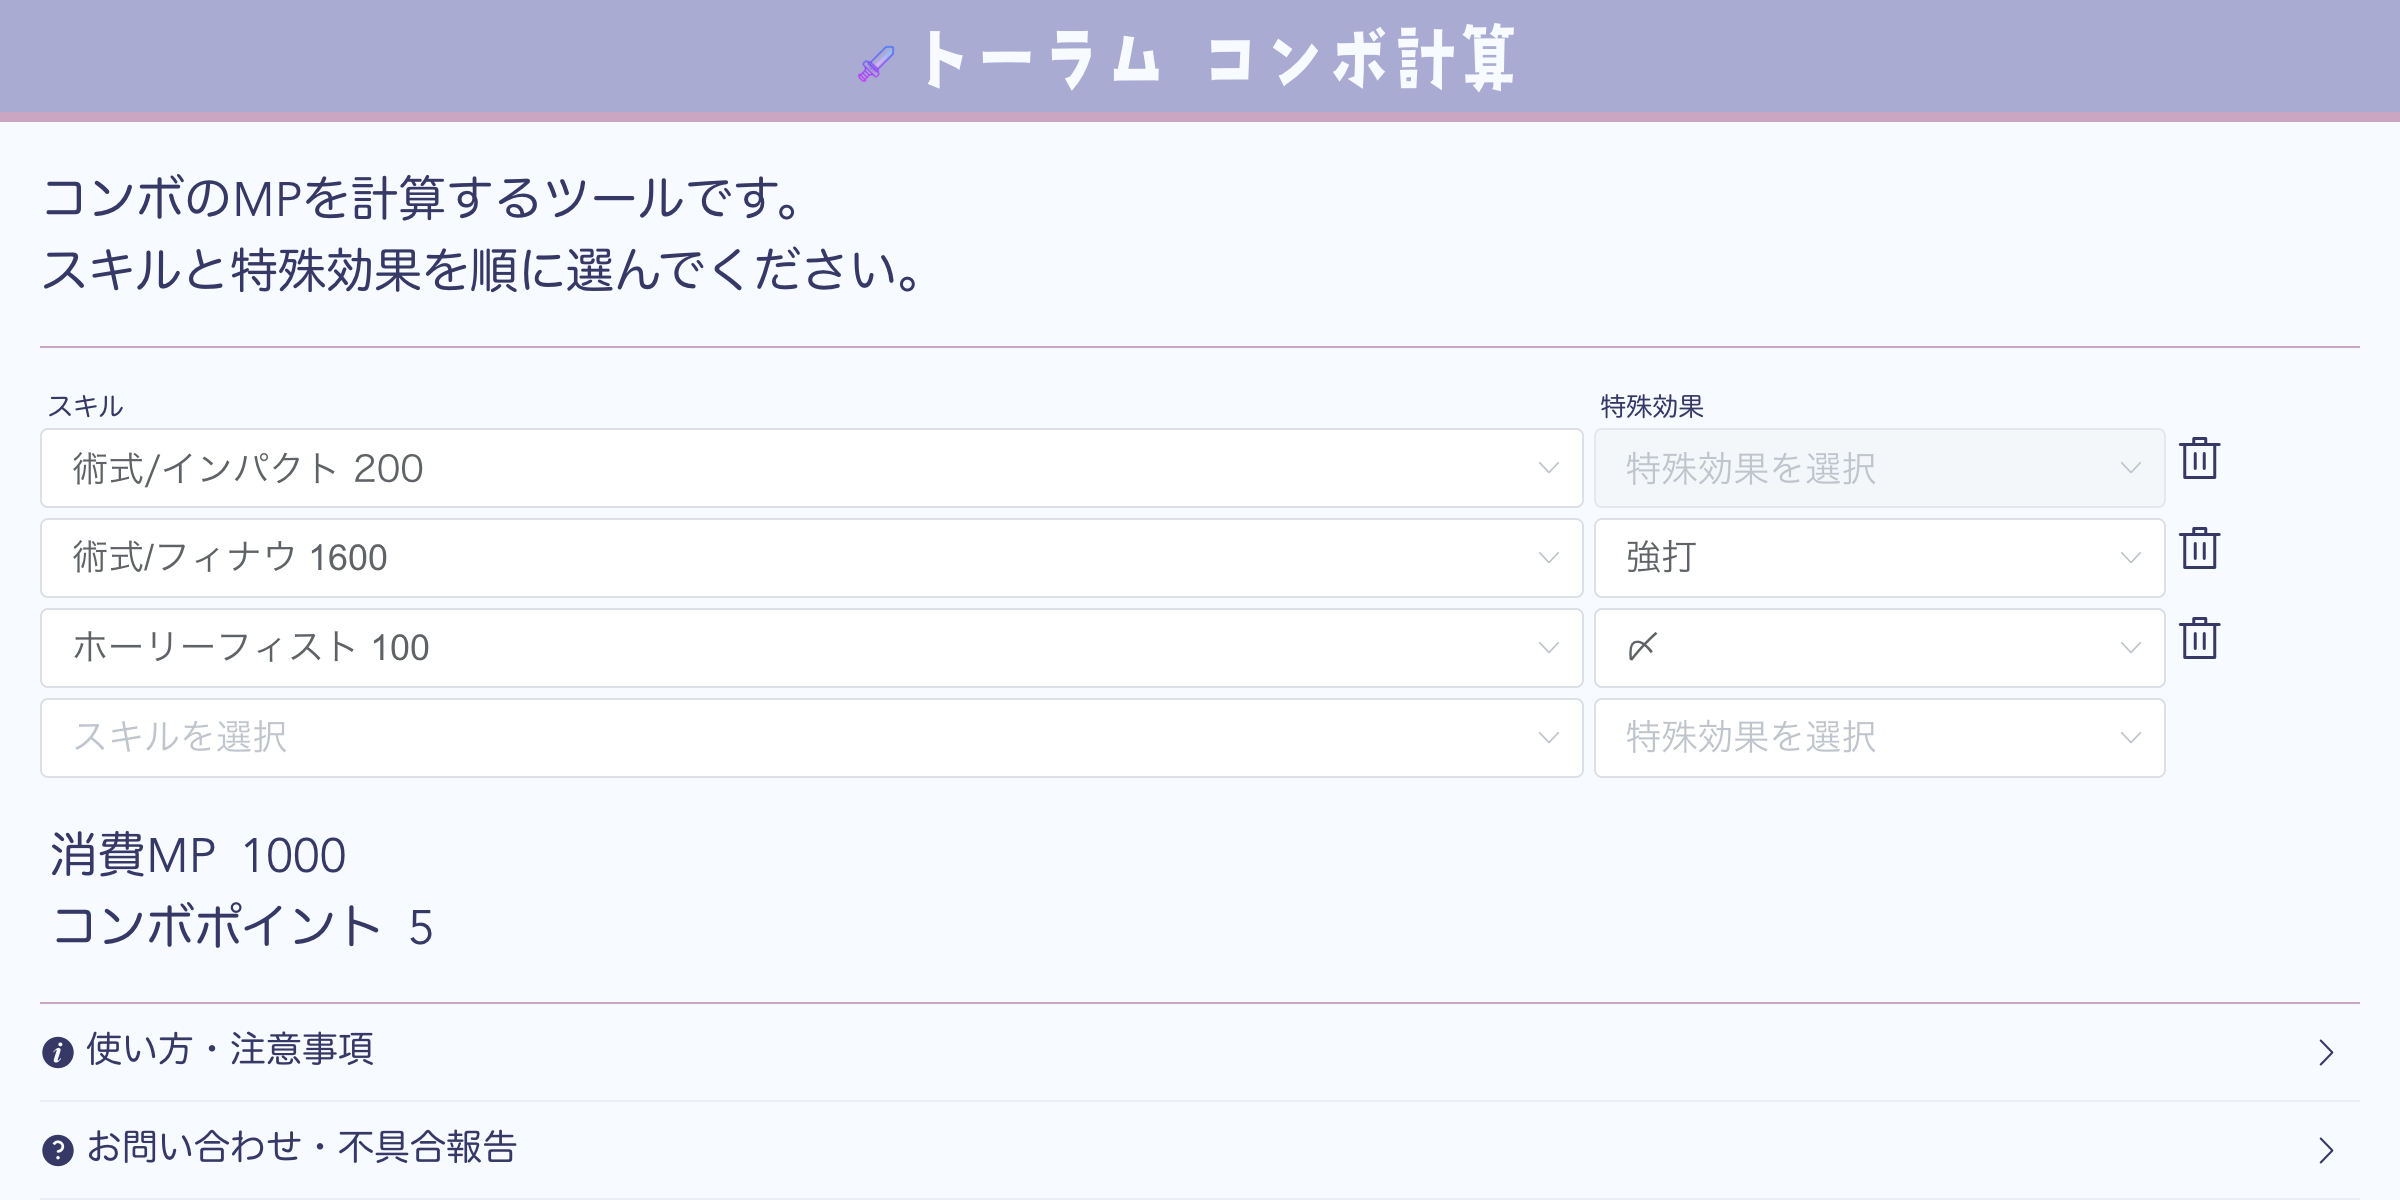 トーラム コンボ計算
コンボのMPを計算するツールです。
スキルと特殊効果を順に選んでください。
スキル 特殊効果
術式/インパクト 200 特殊効果を選択
術式/フィナウ 1600 強打
ホーリーフィスト 100 〆
スキルを選択 特殊効果を選択
消費MP 1000
コンボポイント 5
使い方・注意事項
お問い合わせ・不具合報告